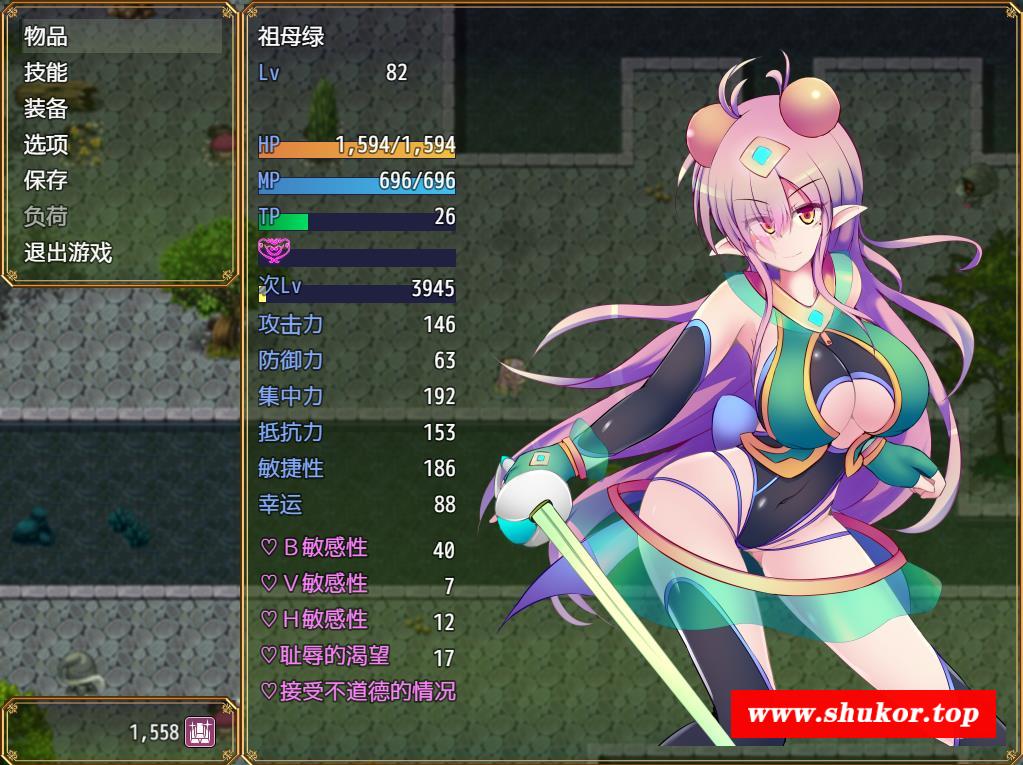 物品
技能
装备
选项
保存
负荷
退出游戏
祖母绿
Lv 82
HP 1,594/1,594
MP 696/696
TP 26
次Lv 3945
攻击力 146
防御力 63
集中力 192
抵抗力 153
敏捷性 186
幸运 88
♡Ｂ敏感性 40
♡Ｖ敏感性 7
♡Ｈ敏感性 12
♡耻辱的渴望 17
♡接受不道德的情况
1,558
www.shukor.top